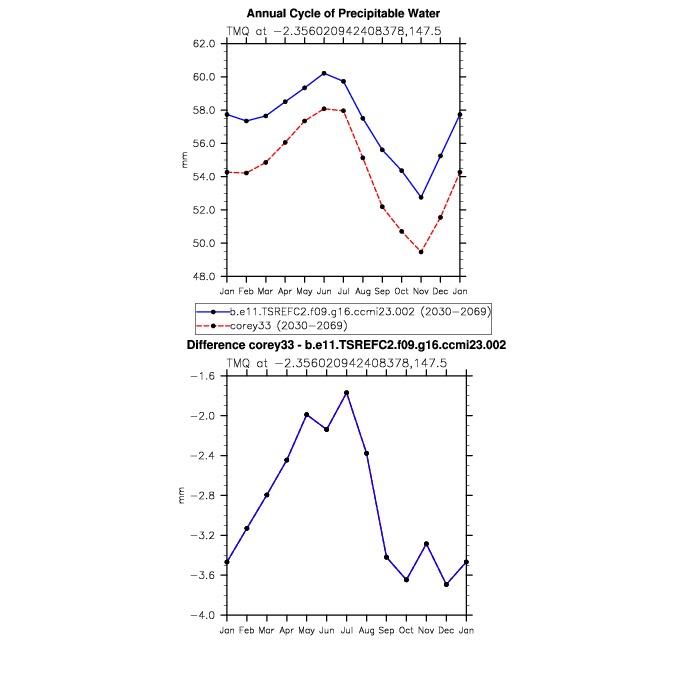 Annual Cycle of Precipitable Water
TMQ at −2.356020942408378,147.5
62.0
60.0
58.0
56.0
54.0
52.0
50.0
48.0
mm
Jan Feb Mar Apr May Jun Jul Aug Sep Oct Nov Dec Jan
b.e11.TSREFC2.f09.g16.ccmi23.002 (2030−2069)
corey33 (2030−2069)
Difference corey33 - b.e11.TSREFC2.f09.g16.ccmi23.002
TMQ at −2.356020942408378,147.5
−1.6
−2.0
−2.4
−2.8
−3.2
−3.6
−4.0
mm
Jan Feb Mar Apr May Jun Jul Aug Sep Oct Nov Dec Jan